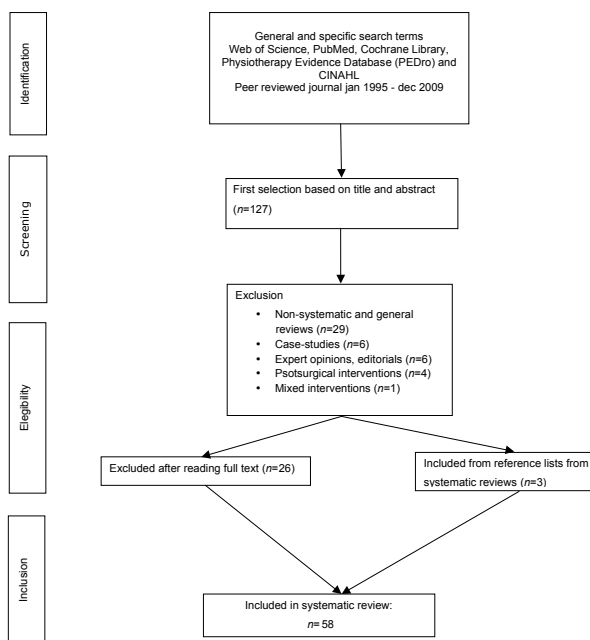 Identification
General and specific search terms
Web of Science, PubMed, Cochrane Library,
Physiotherapy Evidence Database (PEDro) and
CINAHL
Peer reviewed journal jan 1995 - dec 2009
Screening
First selection based on title and abstract
(n=127)
Elegibility
Exclusion
• Non-systematic and general
reviews (n=29)
• Case-studies (n=6)
• Expert opinions, editorials (n=6)
• Psotsurgical interventions (n=4)
• Mixed interventions (n=1)
Excluded after reading full text (n=26)
Included from reference lists from
systematic reviews (n=3)
Inclusion
Included in systematic review:
n= 58